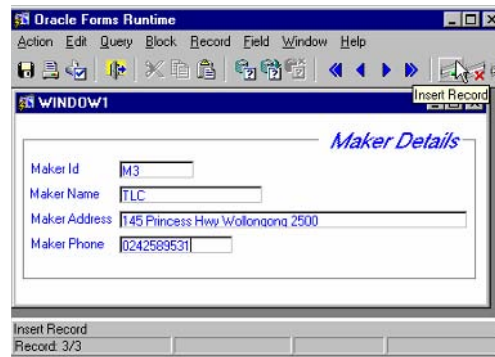 Oracle Forms Runtime
Action Edit Query Block Record Field Window Help
Insert Record
WINDOW1
Maker Details
Maker Id M3
Maker Name TLC
Maker Address 145 Princess Hwy Wollongong 2500
Maker Phone 0242589531
Insert Record
Record: 3/3